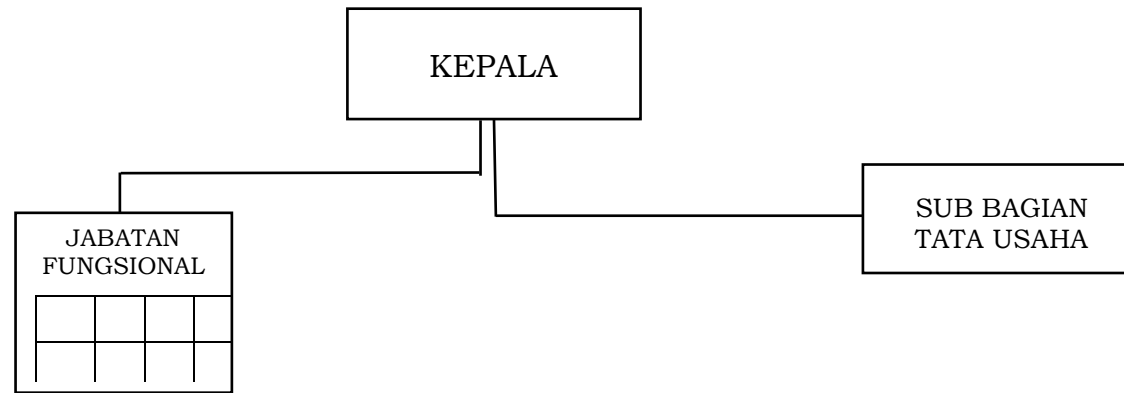 KEPALA
SUB BAGIAN
TATA USAHA
JABATAN
FUNGSIONAL